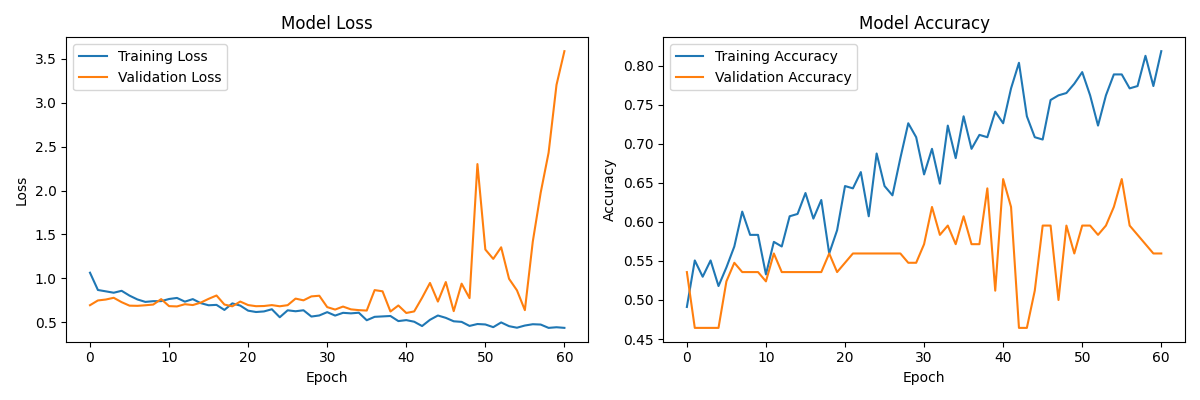 Model Loss
Training Loss
Validation Loss
3.5
3.0
2.5
2.0
1.5
1.0
0.5
Loss
0 10 20 30 40 50 60
Epoch
Model Accuracy
Training Accuracy
Validation Accuracy
0.80
0.75
0.70
0.65
0.60
0.55
0.50
0.45
Accuracy
0 10 20 30 40 50 60
Epoch